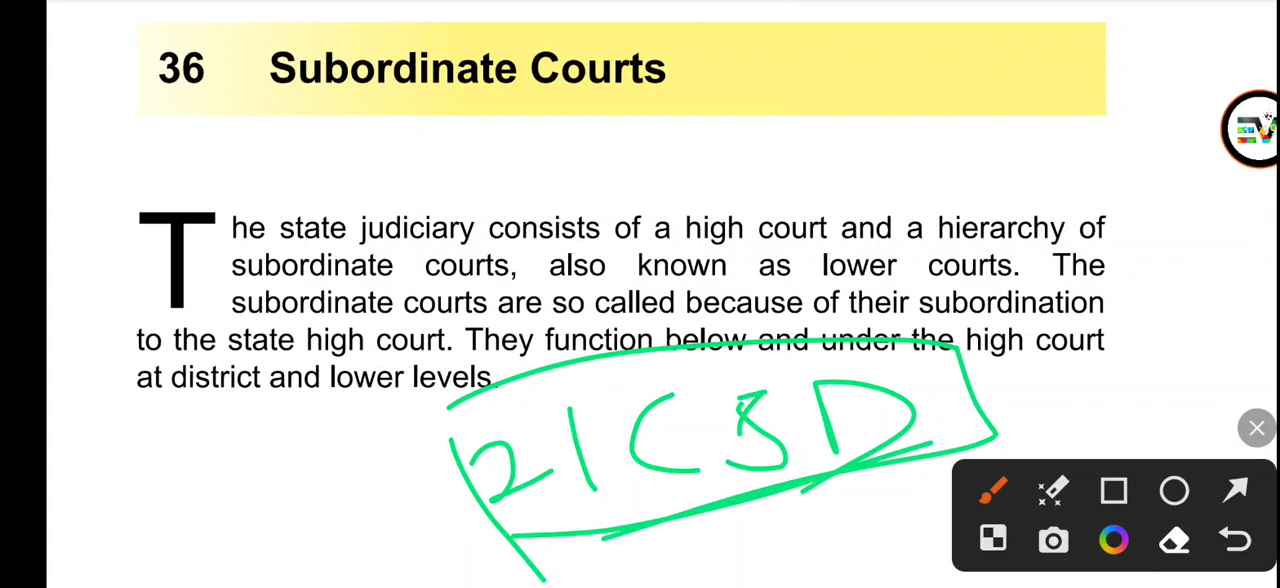 36 Subordinate Courts
The state judiciary consists of a high court and a hierarchy of
subordinate courts, also known as lower courts. The
subordinate courts are so called because of their subordination
to the state high court. They function below and under the high court
at district and lower levels.
EV